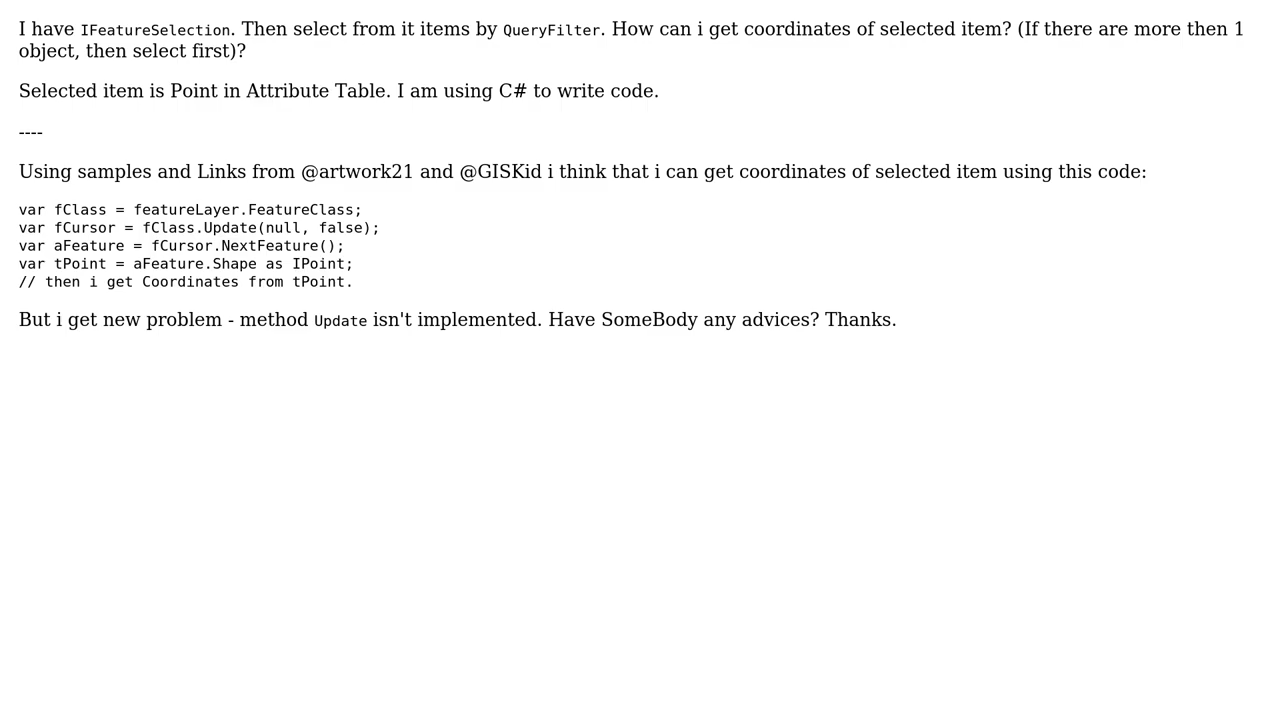 I have IFeatureSelection. Then select from it items by QueryFilter. How can i get coordinates of selected item? (If there are more then 1
object, then select first)?
Selected item is Point in Attribute Table. I am using C# to write code.
----
Using samples and Links from @artwork21 and @GISKid i think that i can get coordinates of selected item using this code:
var fClass = featureLayer.FeatureClass;
var fCursor = fClass.Update(null, false);
var aFeature = fCursor.NextFeature();
var tPoint = aFeature.Shape as IPoint;
// then i get Coordinates from tPoint.
But i get new problem - method Update isn't implemented. Have SomeBody any advices? Thanks.